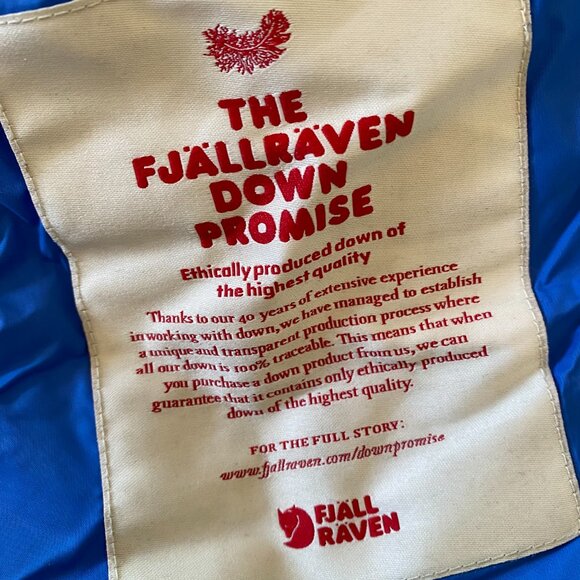 THE
FJÄLLRÄVEN
DOWN
PROMISE
Ethically produced down of
the highest quality
Thanks to our 40 years of extensive experience
in working with down, we have managed to establish
a unique and transparent production process where
all our down is 100% traceable. This means that when
you purchase a down product from us, we can
guarantee that it contains only ethically produced
down of the highest quality.
FOR THE FULL STORY:
www.fjallraven.com/downpromise
FJÄLL
RÄVEN